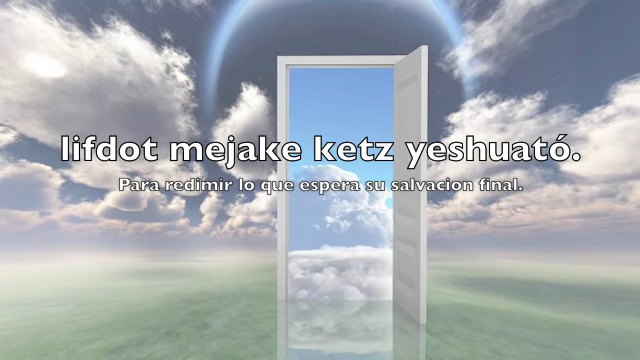 lifdot mejake ketz yeshuató.
Para redimir lo que espera su salvacion final.